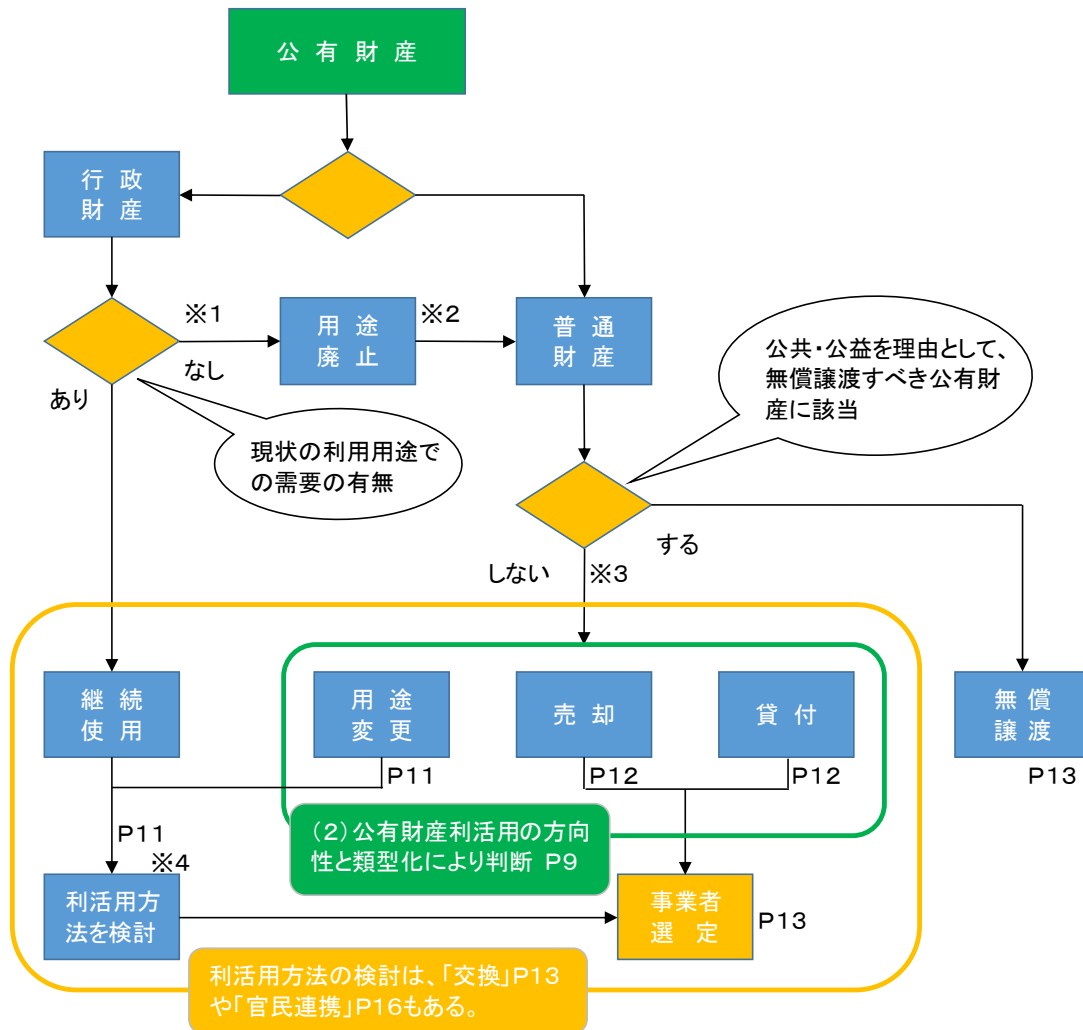 公有財産
行政
財産
※1
なし
あり
用途
廃止
※2
普通
財産
現状の利用用途で
の需要の有無
公共・公益を理由として、
無償譲渡すべき公有財
産に該当
する
しない
※3
継続
使用
用途
変更
売却
貸付
無償
譲渡
P11
P12
P12
P13
P11
※4
(2)公有財産利活用の方向
性と類型化により判断 P9
利活用方
法を検討
事業者
選定
P13
利活用方法の検討は、「交換」P13
や「官民連携」P16もある。